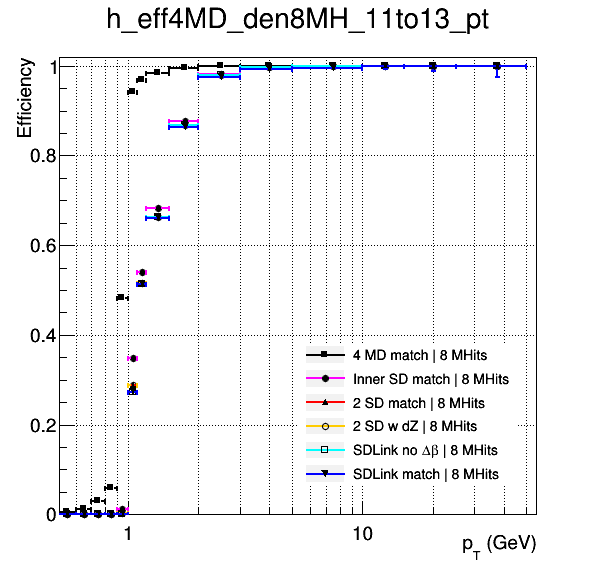 h_eff4MD_den8MH_11to13_pt
Efficiency
1
0.8
0.6
0.4
0.2
0
4 MD match | 8 MHits
Inner SD match | 8 MHits
2 SD match | 8 MHits
2 SD w dZ | 8 MHits
SDLink no Δβ | 8 MHits
SDLink match | 8 MHits
1
10
p_T (GeV)